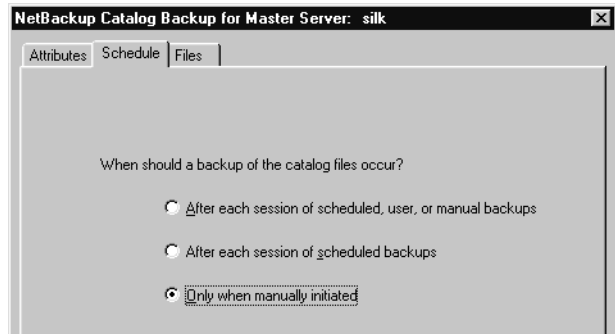 NetBackup Catalog Backup for Master Server: silk
Attributes Schedule Files
When should a backup of the catalog files occur?
After each session of scheduled, user, or manual backups
After each session of scheduled backups
Only when manually initiated